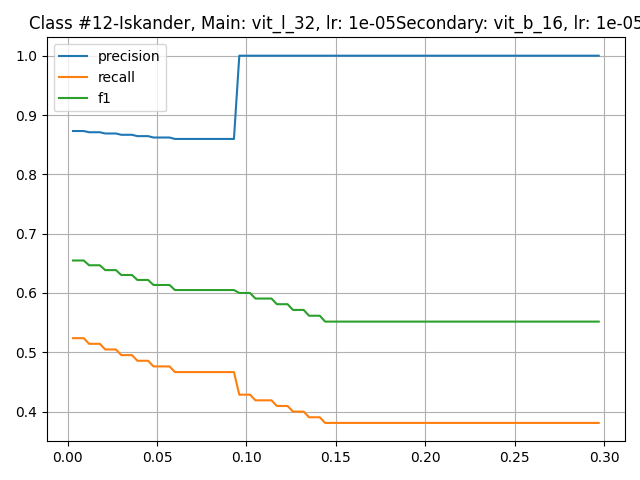 Class #12-Iskander, Main: vit_l_32, lr: 1e-05Secondary: vit_b_16, lr: 1e-05
precision
recall
f1
1.0
0.9
0.8
0.7
0.6
0.5
0.4
0.00 0.05 0.10 0.15 0.20 0.25 0.30